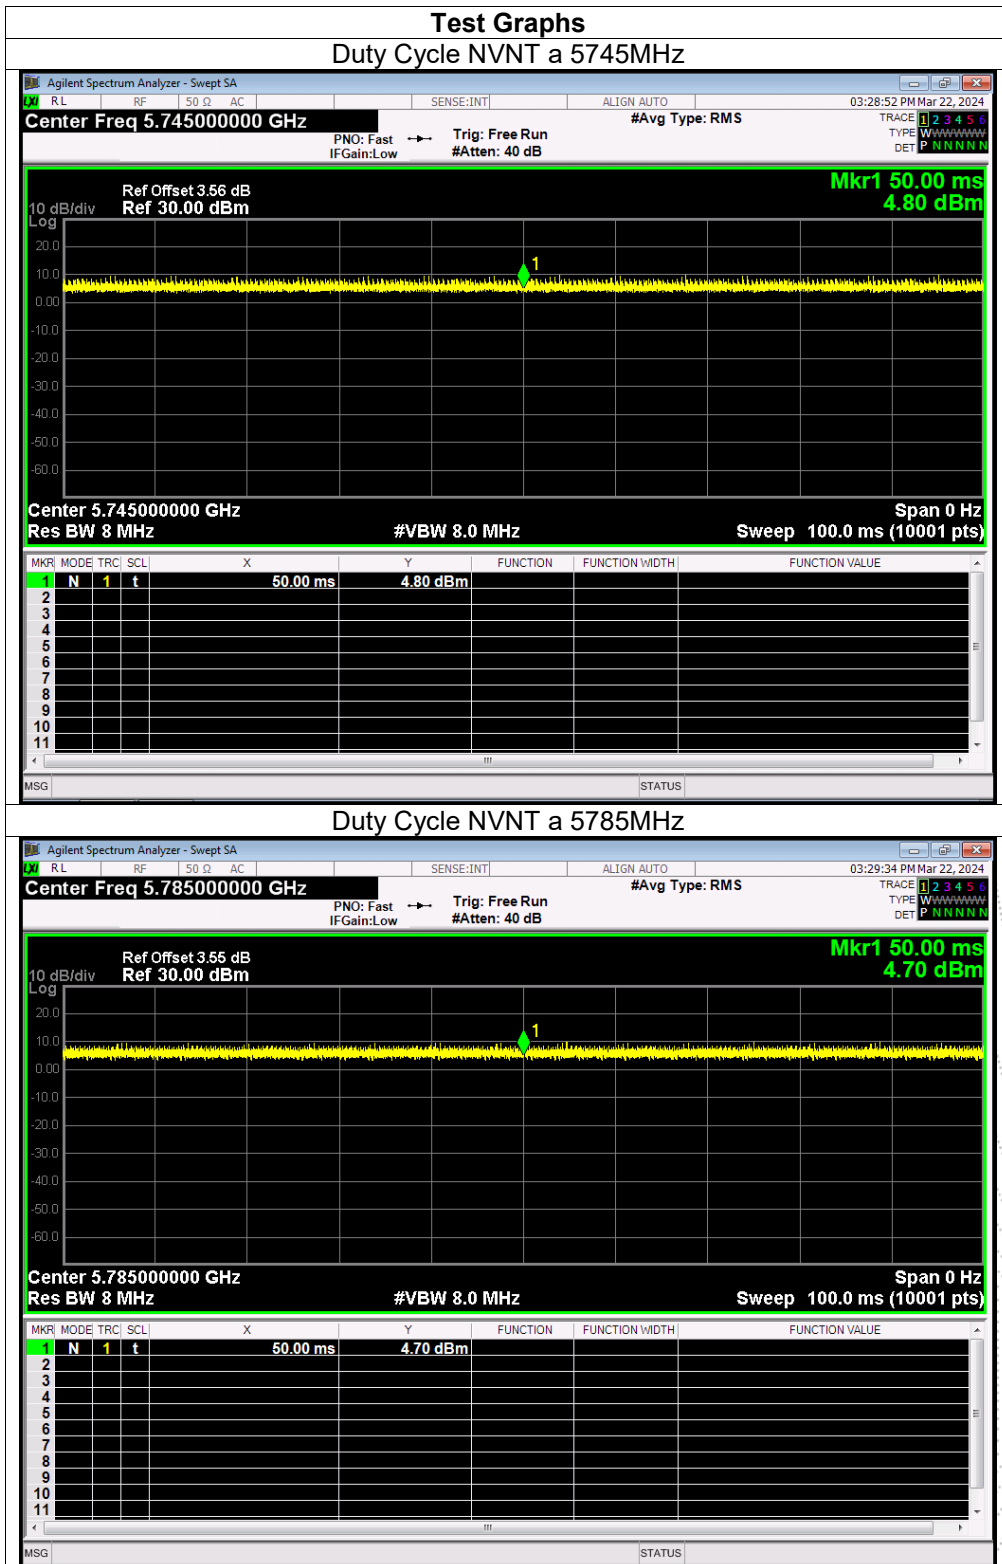 Test Graphs
Duty Cycle NVNT a 5745MHz
Agilent Spectrum Analyzer - Swept SA
LXI RL RF 50 Ω AC SENSE:INT ALIGN AUTO 03:28:52 PM Mar 22, 2024
Center Freq 5.745000000 GHz #Avg Type: RMS TRACE 1 2 3 4 5 6
PNO: Fast Trig: Free Run TYPE WWWWWW
IFGain:Low #Atten: 40 dB DET P N N N N N
Mkr1 50.00 ms
Ref Offset 3.56 dB
4.80 dBm
10 dB/div Ref 30.00 dBm
Log
20.0
1
10.0
0.00
-10.0
-20.0
-30.0
-40.0
-50.0
-60.0
Center 5.745000000 GHz Span 0 Hz
Res BW 8 MHz #VBW 8.0 MHz Sweep 100.0 ms (10001 pts)
MKR MODE TRC SCL X Y FUNCTION FUNCTION WIDTH FUNCTION VALUE
1 N 1 t 50.00 ms 4.80 dBm
2
3
4
5
6
7
8
9
10
11
MSG STATUS
Duty Cycle NVNT a 5785MHz
Agilent Spectrum Analyzer - Swept SA
LXI RL RF 50 Ω AC SENSE:INT ALIGN AUTO 03:29:34 PM Mar 22, 2024
Center Freq 5.785000000 GHz #Avg Type: RMS TRACE 1 2 3 4 5 6
PNO: Fast Trig: Free Run TYPE WWWWWW
IFGain:Low #Atten: 40 dB DET P N N N N N
Mkr1 50.00 ms
Ref Offset 3.55 dB
4.70 dBm
10 dB/div Ref 30.00 dBm
Log
20.0
1
10.0
0.00
-10.0
-20.0
-30.0
-40.0
-50.0
-60.0
Center 5.785000000 GHz Span 0 Hz
Res BW 8 MHz #VBW 8.0 MHz Sweep 100.0 ms (10001 pts)
MKR MODE TRC SCL X Y FUNCTION FUNCTION WIDTH FUNCTION VALUE
1 N 1 t 50.00 ms 4.70 dBm
2
3
4
5
6
7
8
9
10
11
MSG STATUS